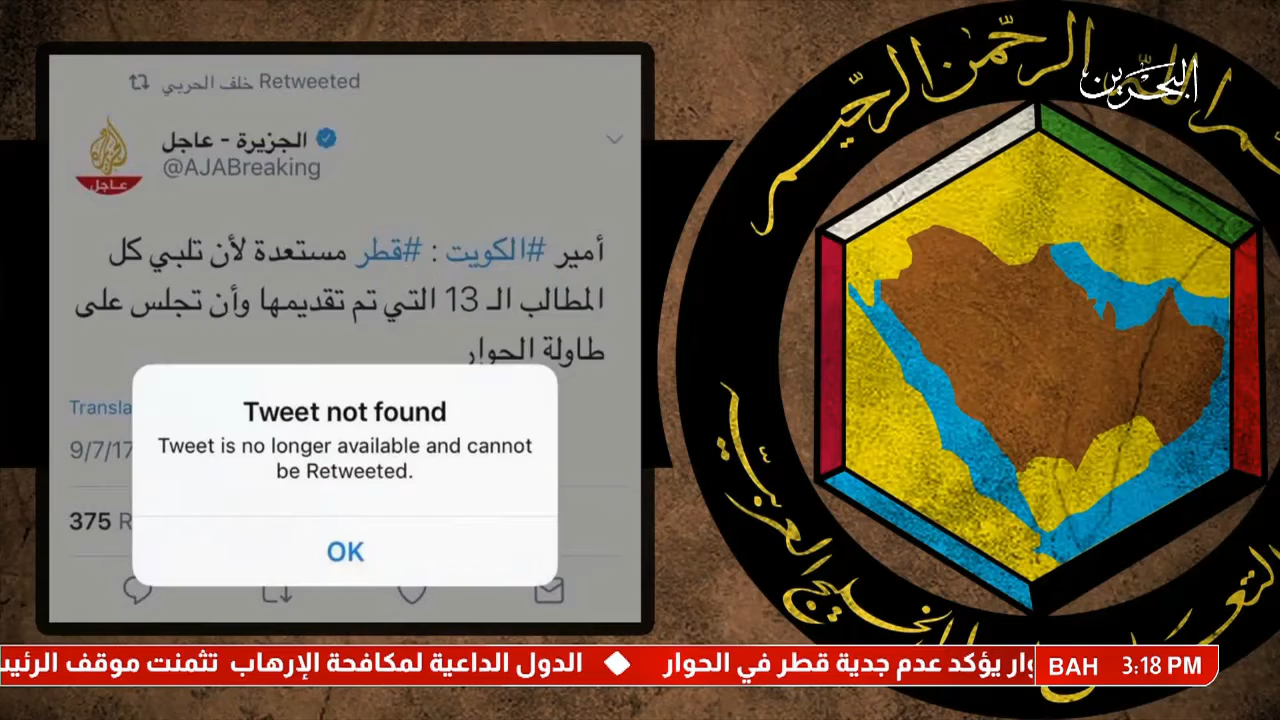 خلف الحربي Retweeted
الجزيرة - عاجل
@AJABreaking
عاجل
أمير #الكويت : #قطر مستعدة لأن تلبي كل
المطالب الـ 13 التي تم تقديمها وأن تجلس على
طاولة الحوار
Transla
9/7/17
375 R
Tweet not found
Tweet is no longer available and cannot
be Retweeted.
OK
البحرين
الرحمن الرحيم
الخليج العربية
وار يؤكد عدم جدية قطر في الحوار ◆ الدول الداعية لمكافحة الإرهاب تثمنت موقف الرئيس
BAH 3:18 PM